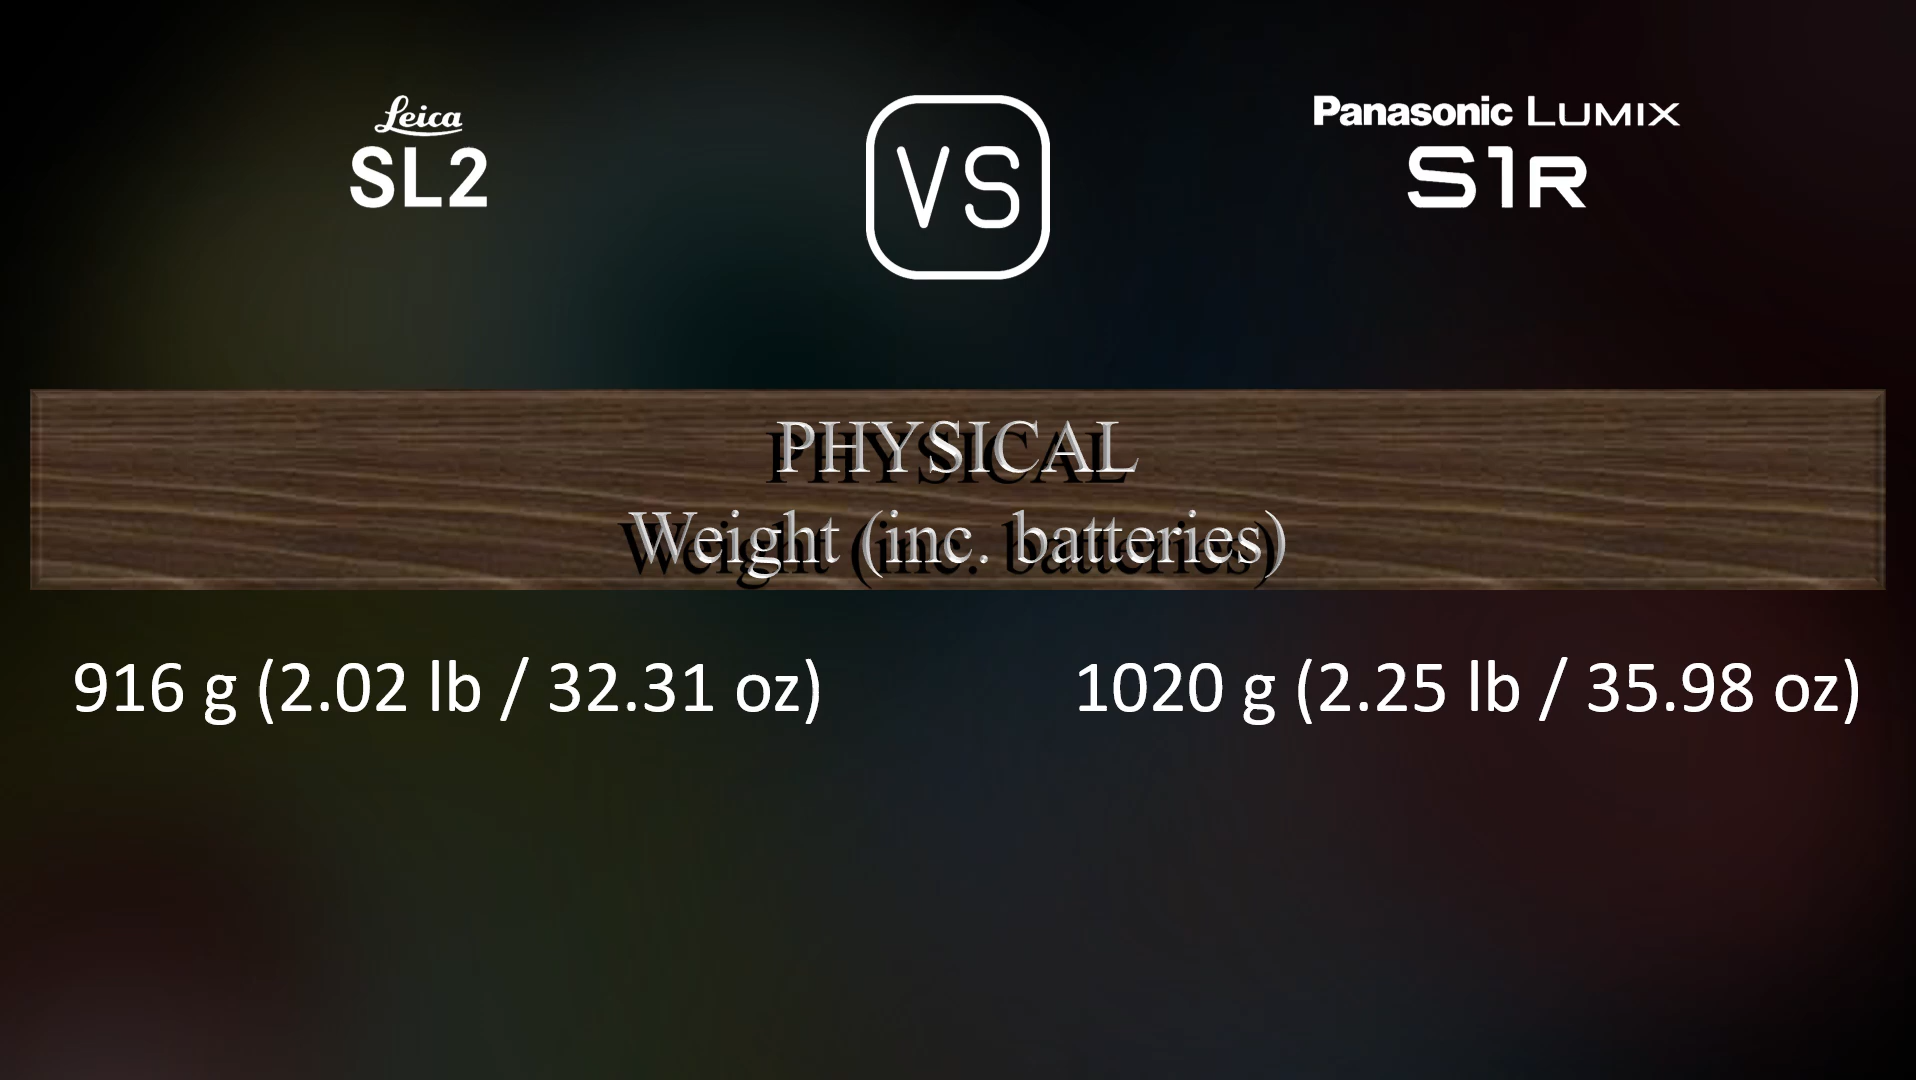 Leica
SL2
VS
Panasonic LUMIX
S1R
PHYSICAL
Weight (inc. batteries)
916 g (2.02 lb / 32.31 oz)
1020 g (2.25 lb / 35.98 oz)